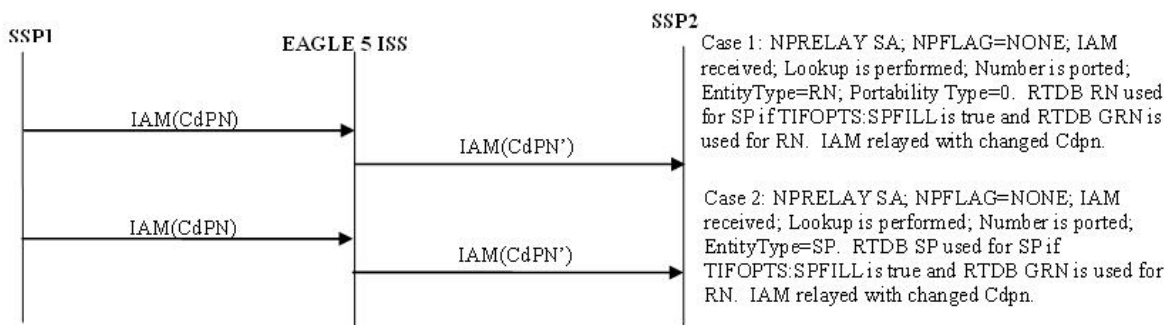 SSP1
EAGLE 5 ISS
SSP2
IAM(CdPN)
IAM(CdPN’)
Case 1: NPRELAY SA; NPFLAG=NONE; IAM
received; Lookup is performed; Number is ported;
EntityType=RN; Portability Type=0. RTDB RN used
for SP if TIFOPTS:SPFILL is true and RTDB GRN is
used for RN. IAM relayed with changed Cdpn.
IAM(CdPN)
IAM(CdPN’)
Case 2: NPRELAY SA; NPFLAG=NONE; IAM
received; Lookup is performed; Number is ported;
EntityType=SP. RTDB SP used for SP if
TIFOPTS:SPFILL is true and RTDB GRN is used for
RN. IAM relayed with changed Cdpn.